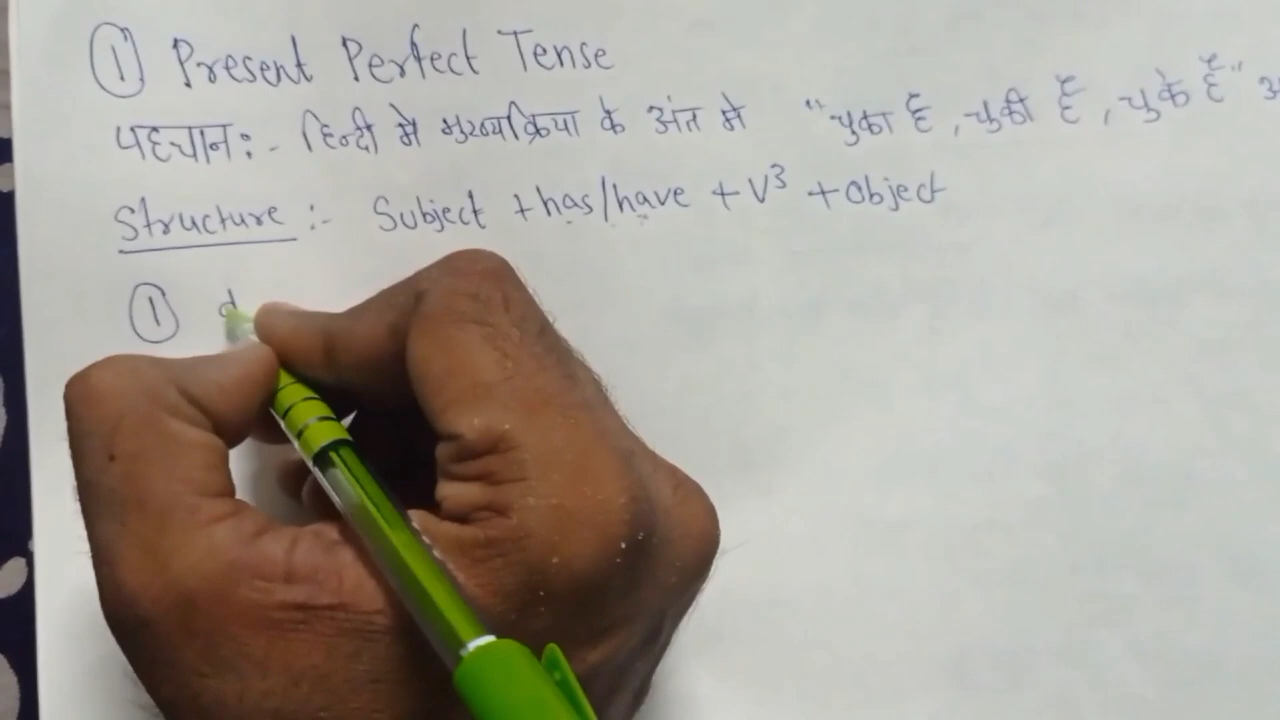 ① Present Perfect Tense
पहचान:- हिन्दी में मुख्यक्रिया के अंत में "चुका है, चुकी है, चुके हैं"
Structure :- Subject + has/have + V³ + Object
①